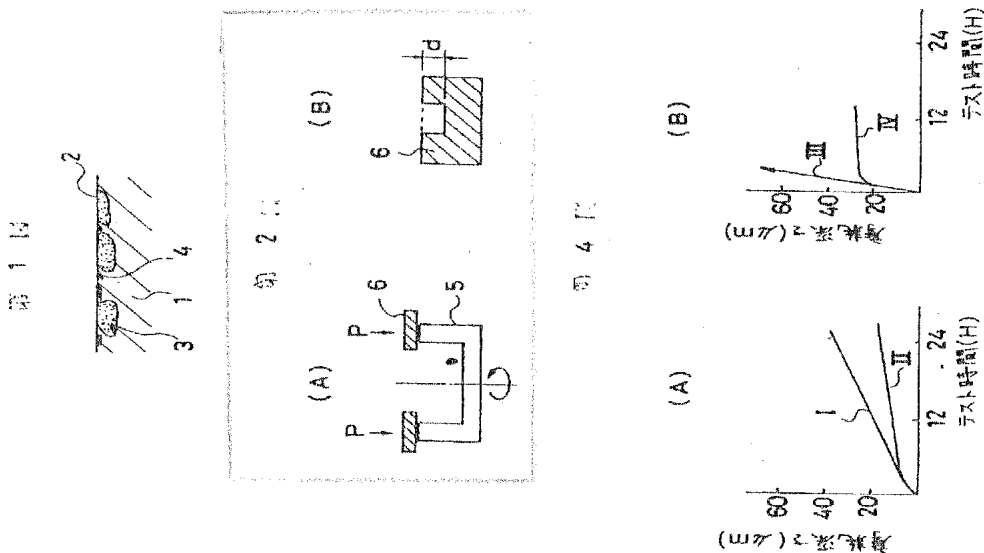 第 1 図
2
3
1
4
第 2 図
(A)
P
P
6
5
(B)
6
d
第 4 図
(A)
摩耗深さ(μm)
60
40
20
I
II
12
24
テスト時間(H)
(B)
摩耗深さ(μm)
60
40
20
III
IV
12
24
テスト時間(H)